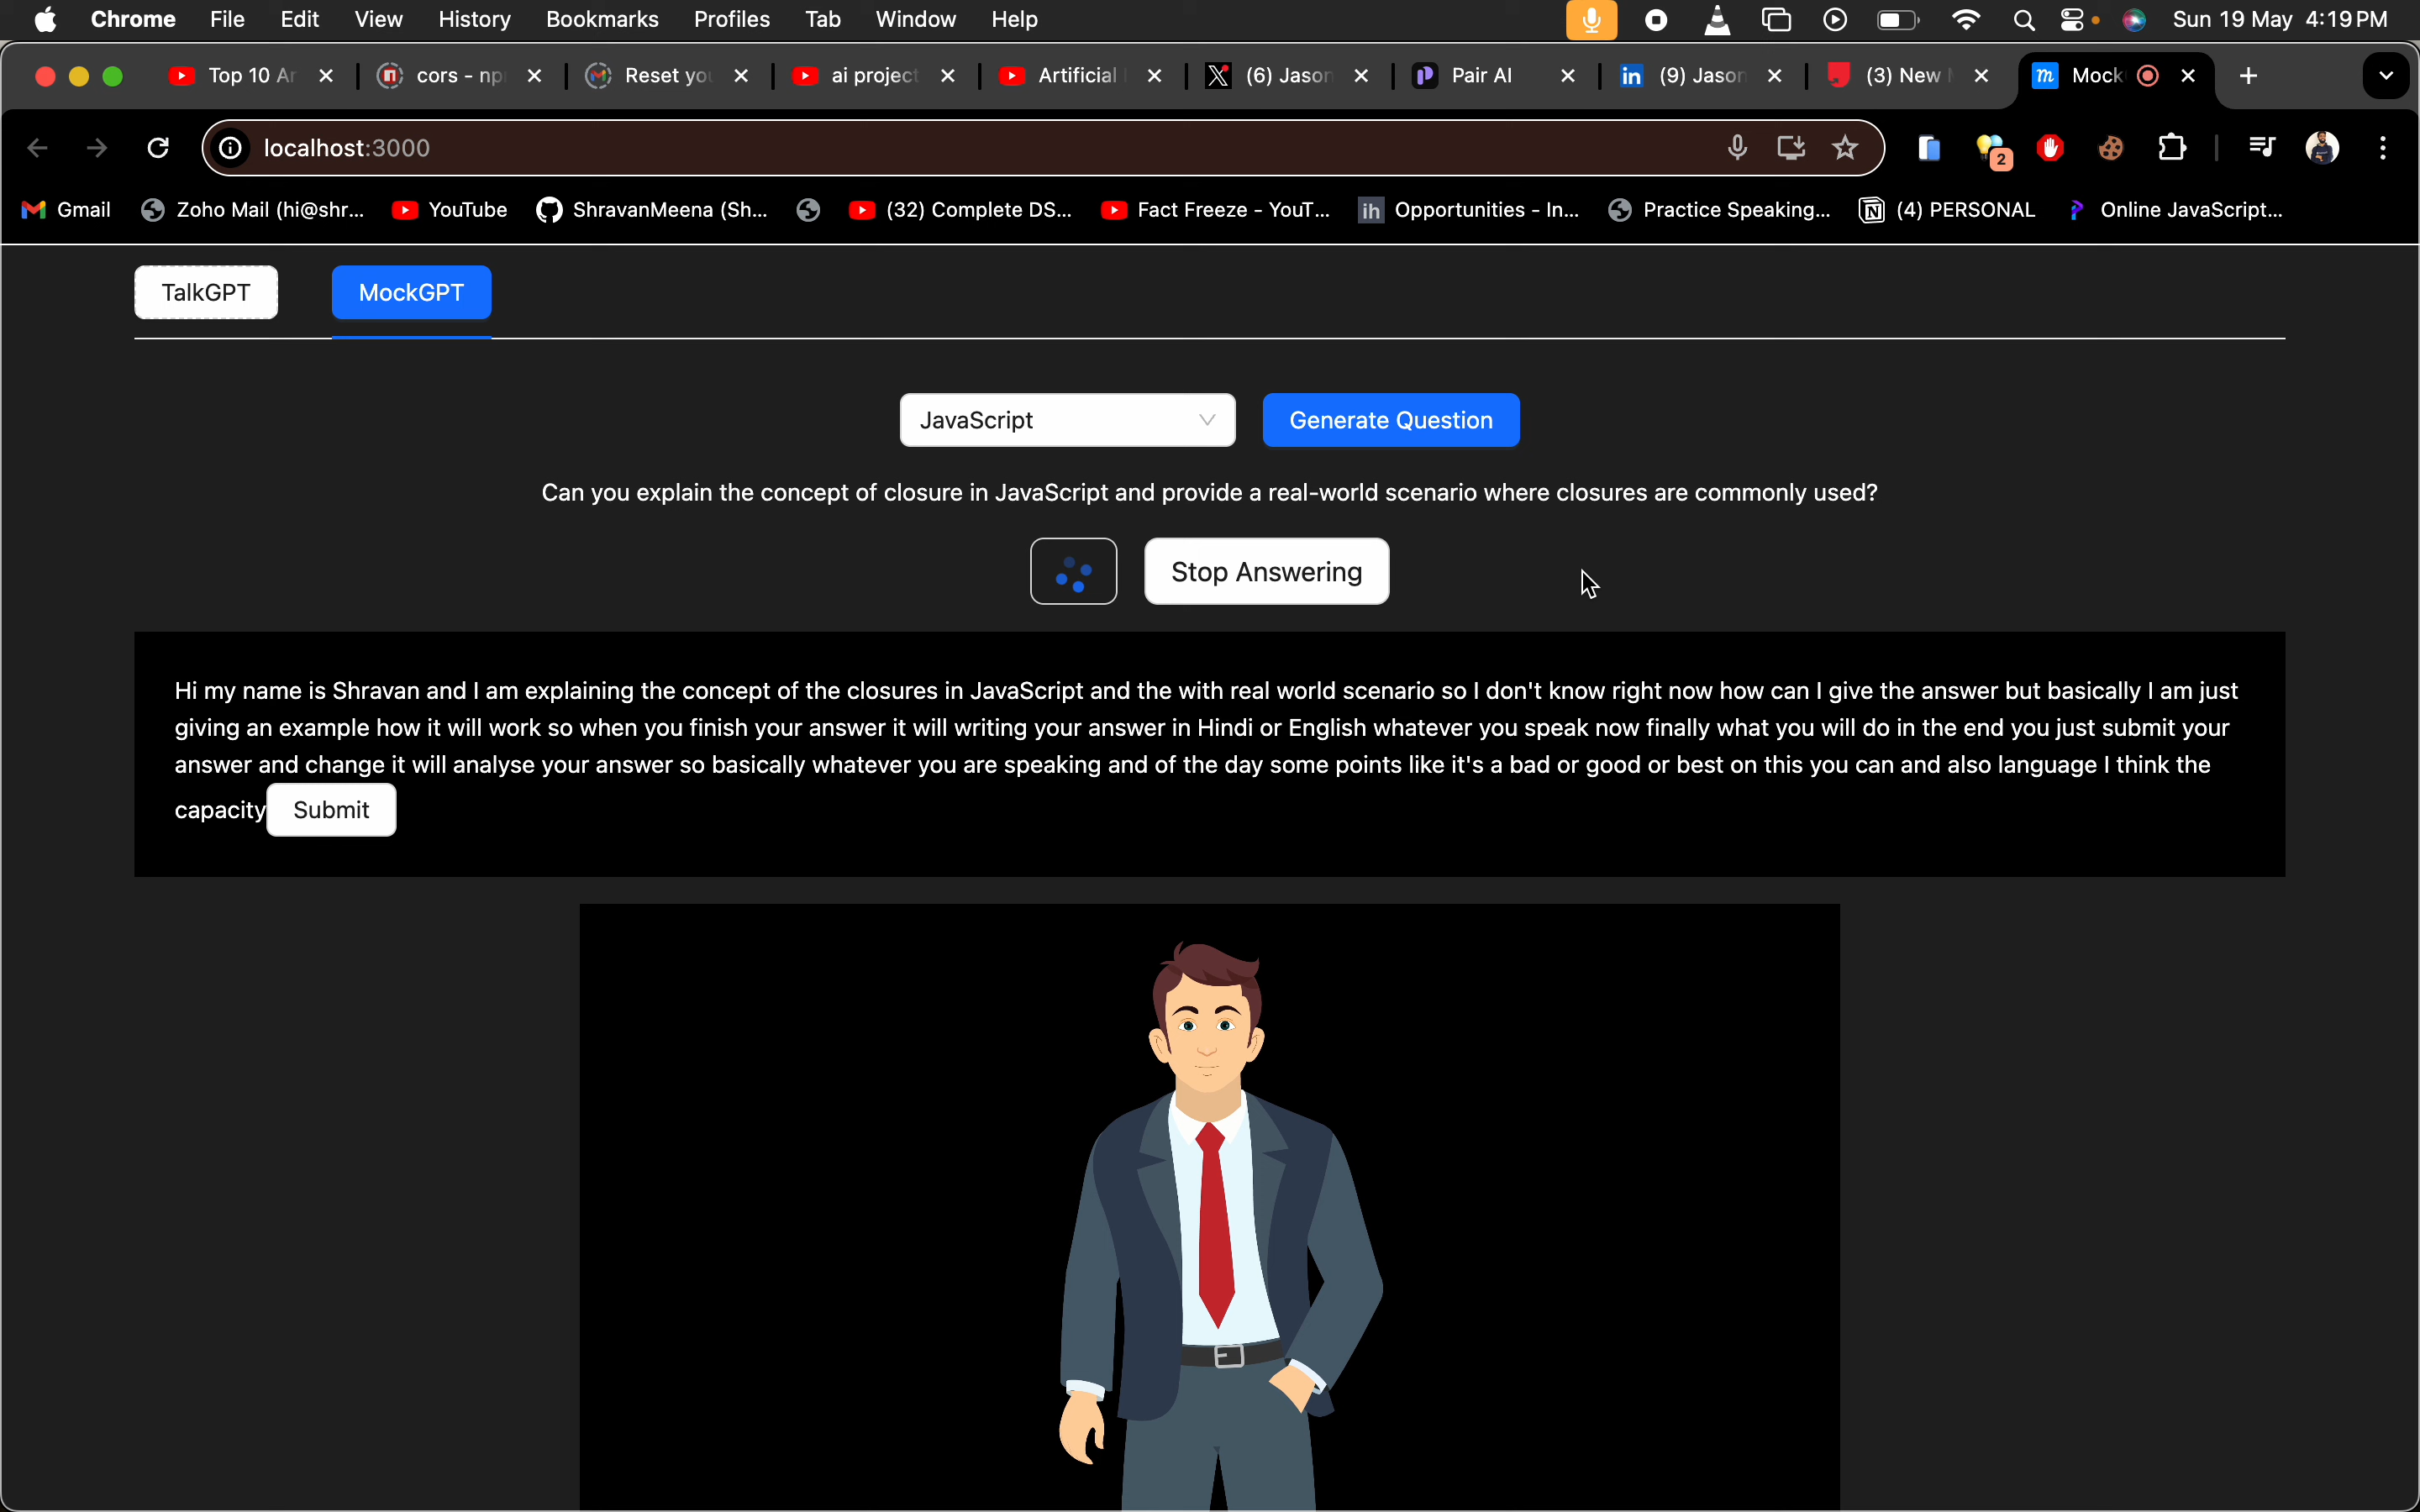 Chrome File Edit View History Bookmarks Profiles Tab Window Help Sun 19 May 4:19 PM
Top 10 Ar cors - np Reset you ai project Artificial (6) Jason Pair AI (9) Jason (3) New Mock
localhost:3000 2
Gmail Zoho Mail (hi@shr... YouTube ShravanMeena (Sh... (32) Complete DS... Fact Freeze - YouT... Opportunities - In... Practice Speaking... (4) PERSONAL Online JavaScript...
TalkGPT MockGPT
JavaScript Generate Question
Can you explain the concept of closure in JavaScript and provide a real-world scenario where closures are commonly used?
Stop Answering
Hi my name is Shravan and I am explaining the concept of the closures in JavaScript and the with real world scenario so I don't know right now how can I give the answer but basically I am just
giving an example how it will work so when you finish your answer it will writing your answer in Hindi or English whatever you speak now finally what you will do in the end you just submit your
answer and change it will analyse your answer so basically whatever you are speaking and of the day some points like it's a bad or good or best on this you can and also language I think the
capacity Submit